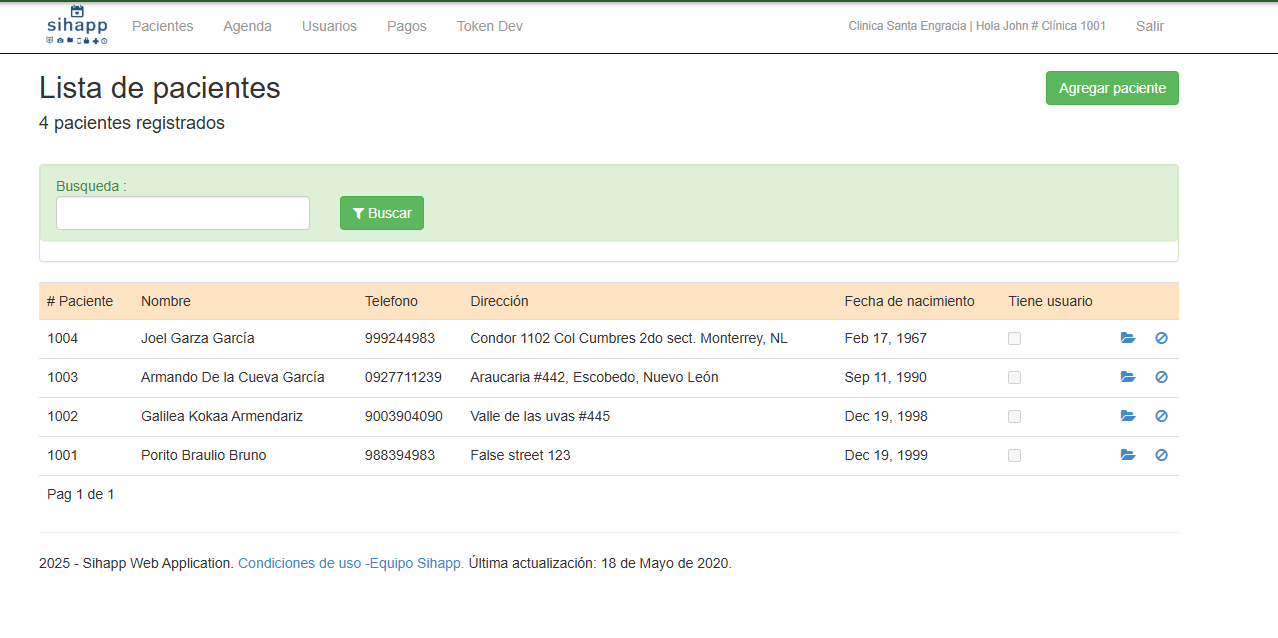 sihapp Pacientes Agenda Usuarios Pagos Token Dev Clinica Santa Engracia | Hola John # Clínica 1001 Salir
Lista de pacientes Agregar paciente
4 pacientes registrados
Busqueda :
Buscar
# Paciente Nombre Telefono Dirección Fecha de nacimiento Tiene usuario
1004 Joel Garza García 999244983 Condor 1102 Col Cumbres 2do sect. Monterrey, NL Feb 17, 1967
1003 Armando De la Cueva García 0927711239 Araucaria #442, Escobedo, Nuevo León Sep 11, 1990
1002 Galilea Kokaa Armendariz 9003904090 Valle de las uvas #445 Dec 19, 1998
1001 Porito Braulio Bruno 988394983 False street 123 Dec 19, 1999
Pag 1 de 1
2025 - Sihapp Web Application. Condiciones de uso -Equipo Sihapp. Última actualización: 18 de Mayo de 2020.